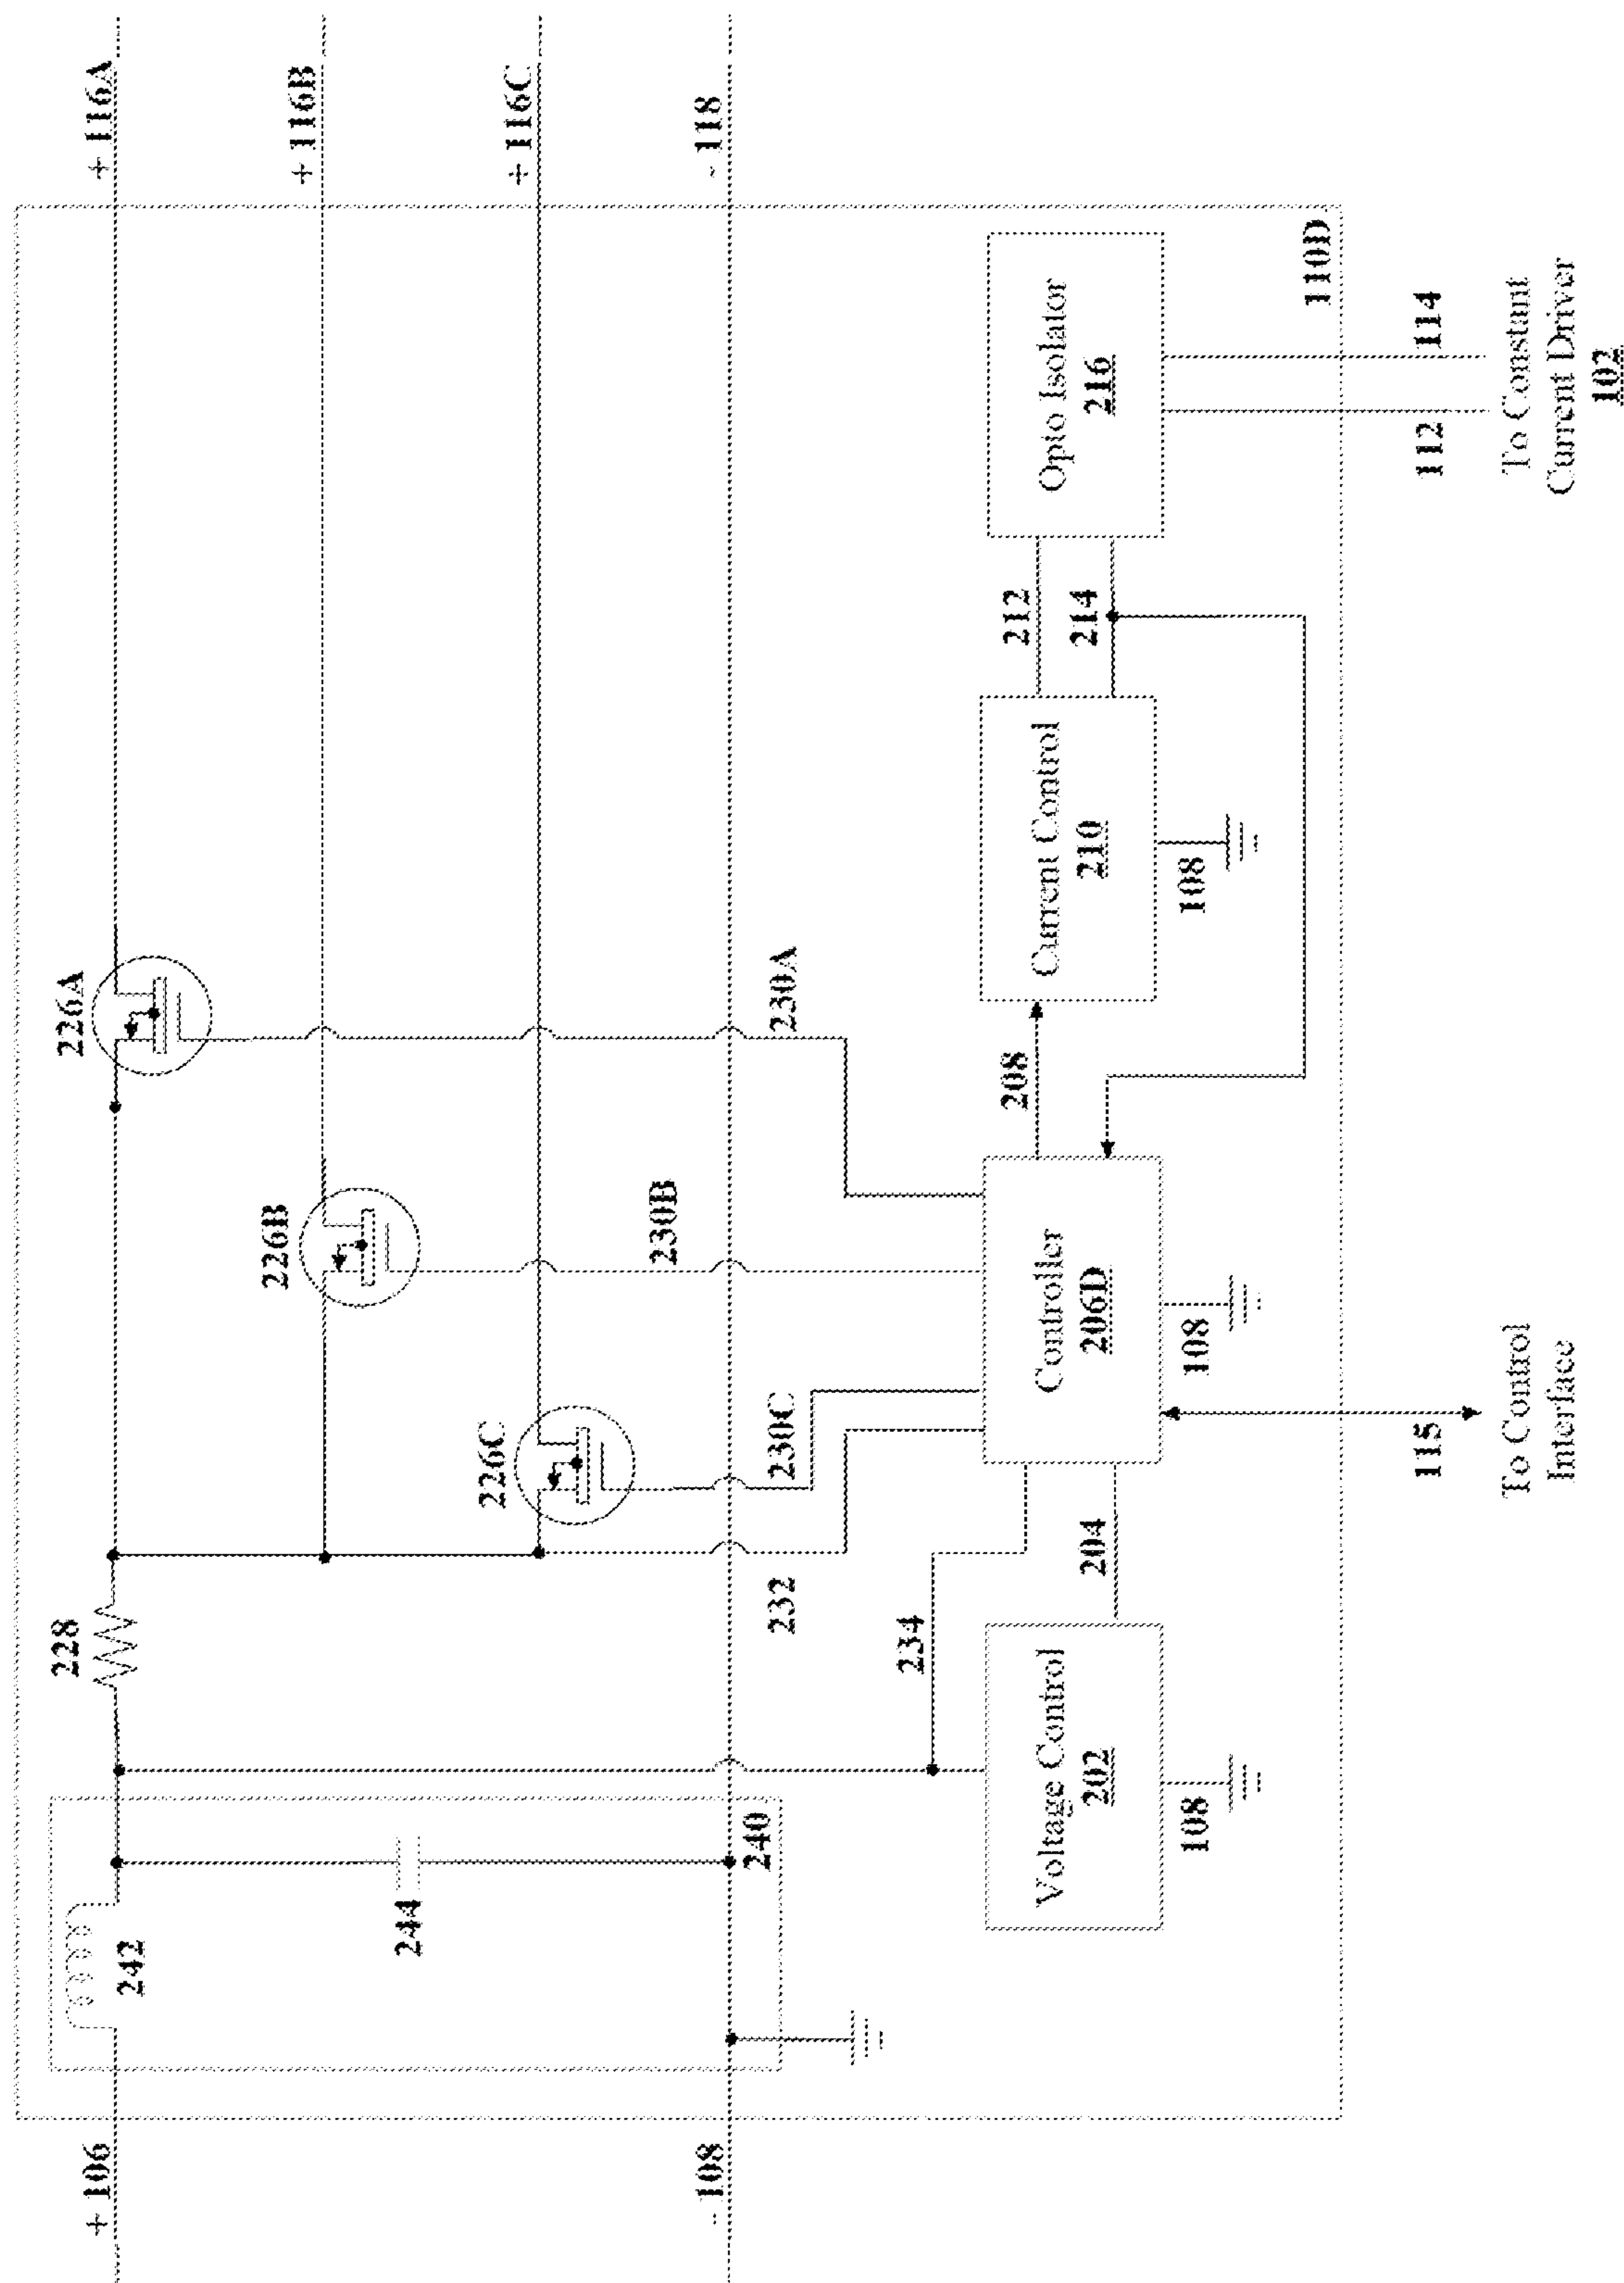 + 106
- 108
242
244
240
228
226C
226B
226A
+ 116A
+ 116B
+ 116C
- 118
232
230C
230B
230A
234
Voltage Control
202
108
204
Controller
206D
108
208
Current Control
210
108
212
214
Opto Isolator
216
110D
115
To Control
Interface
112
114
To Constant
Current Driver
102